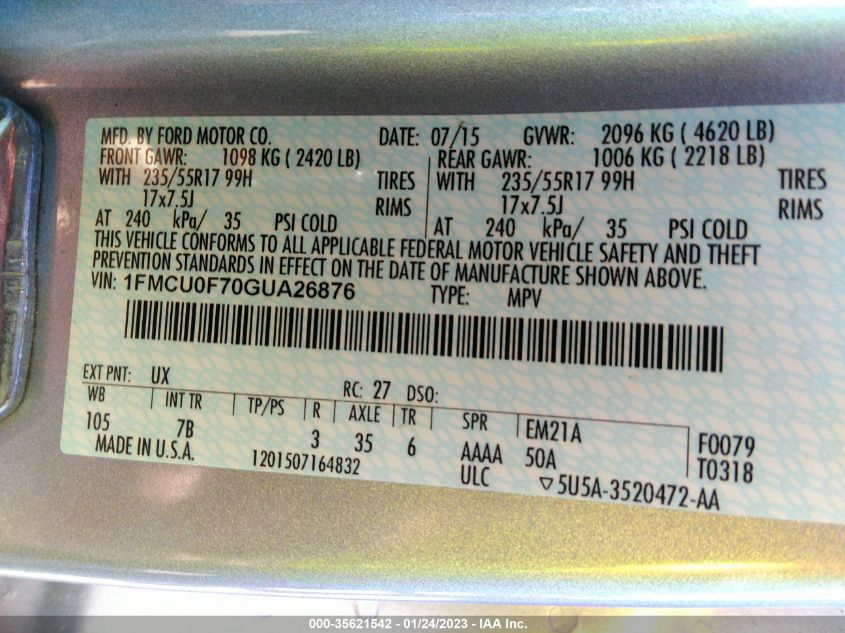 MFD. BY FORD MOTOR CO. DATE: 07/15 GVWR: 2096 KG ( 4620 LB)
FRONT GAWR: 1098 KG ( 2420 LB) REAR GAWR: 1006 KG ( 2218 LB)
WITH 235/55R17 99H TIRES WITH 235/55R17 99H TIRES
17x7.5J RIMS 17x7.5J RIMS
AT 240 kPa/ 35 PSI COLD AT 240 kPa/ 35 PSI COLD
THIS VEHICLE CONFORMS TO ALL APPLICABLE FEDERAL MOTOR VEHICLE SAFETY AND THEFT
PREVENTION STANDARDS IN EFFECT ON THE DATE OF MANUFACTURE SHOWN ABOVE.
VIN: 1FMCU0F70GUA26876 TYPE: MPV
EXT PNT: UX RC: 27 DSO:
WB INT TR TP/PS R AXLE TR SPR EM21A F0079
105 7B 3 35 6 AAAA 50A T0318
MADE IN U.S.A. 1201507164832 ULC ▽5U5A-3520472-AA
000-35621542 - 01/24/2023 - IAA Inc.